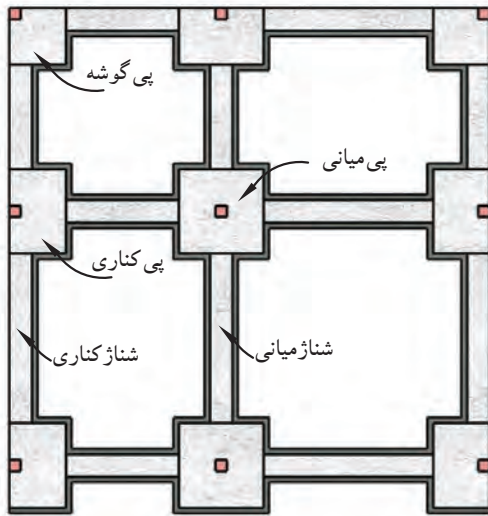 پی گوشه
پی میانی
پی کناری
شناژ کناری
شناژ میانی